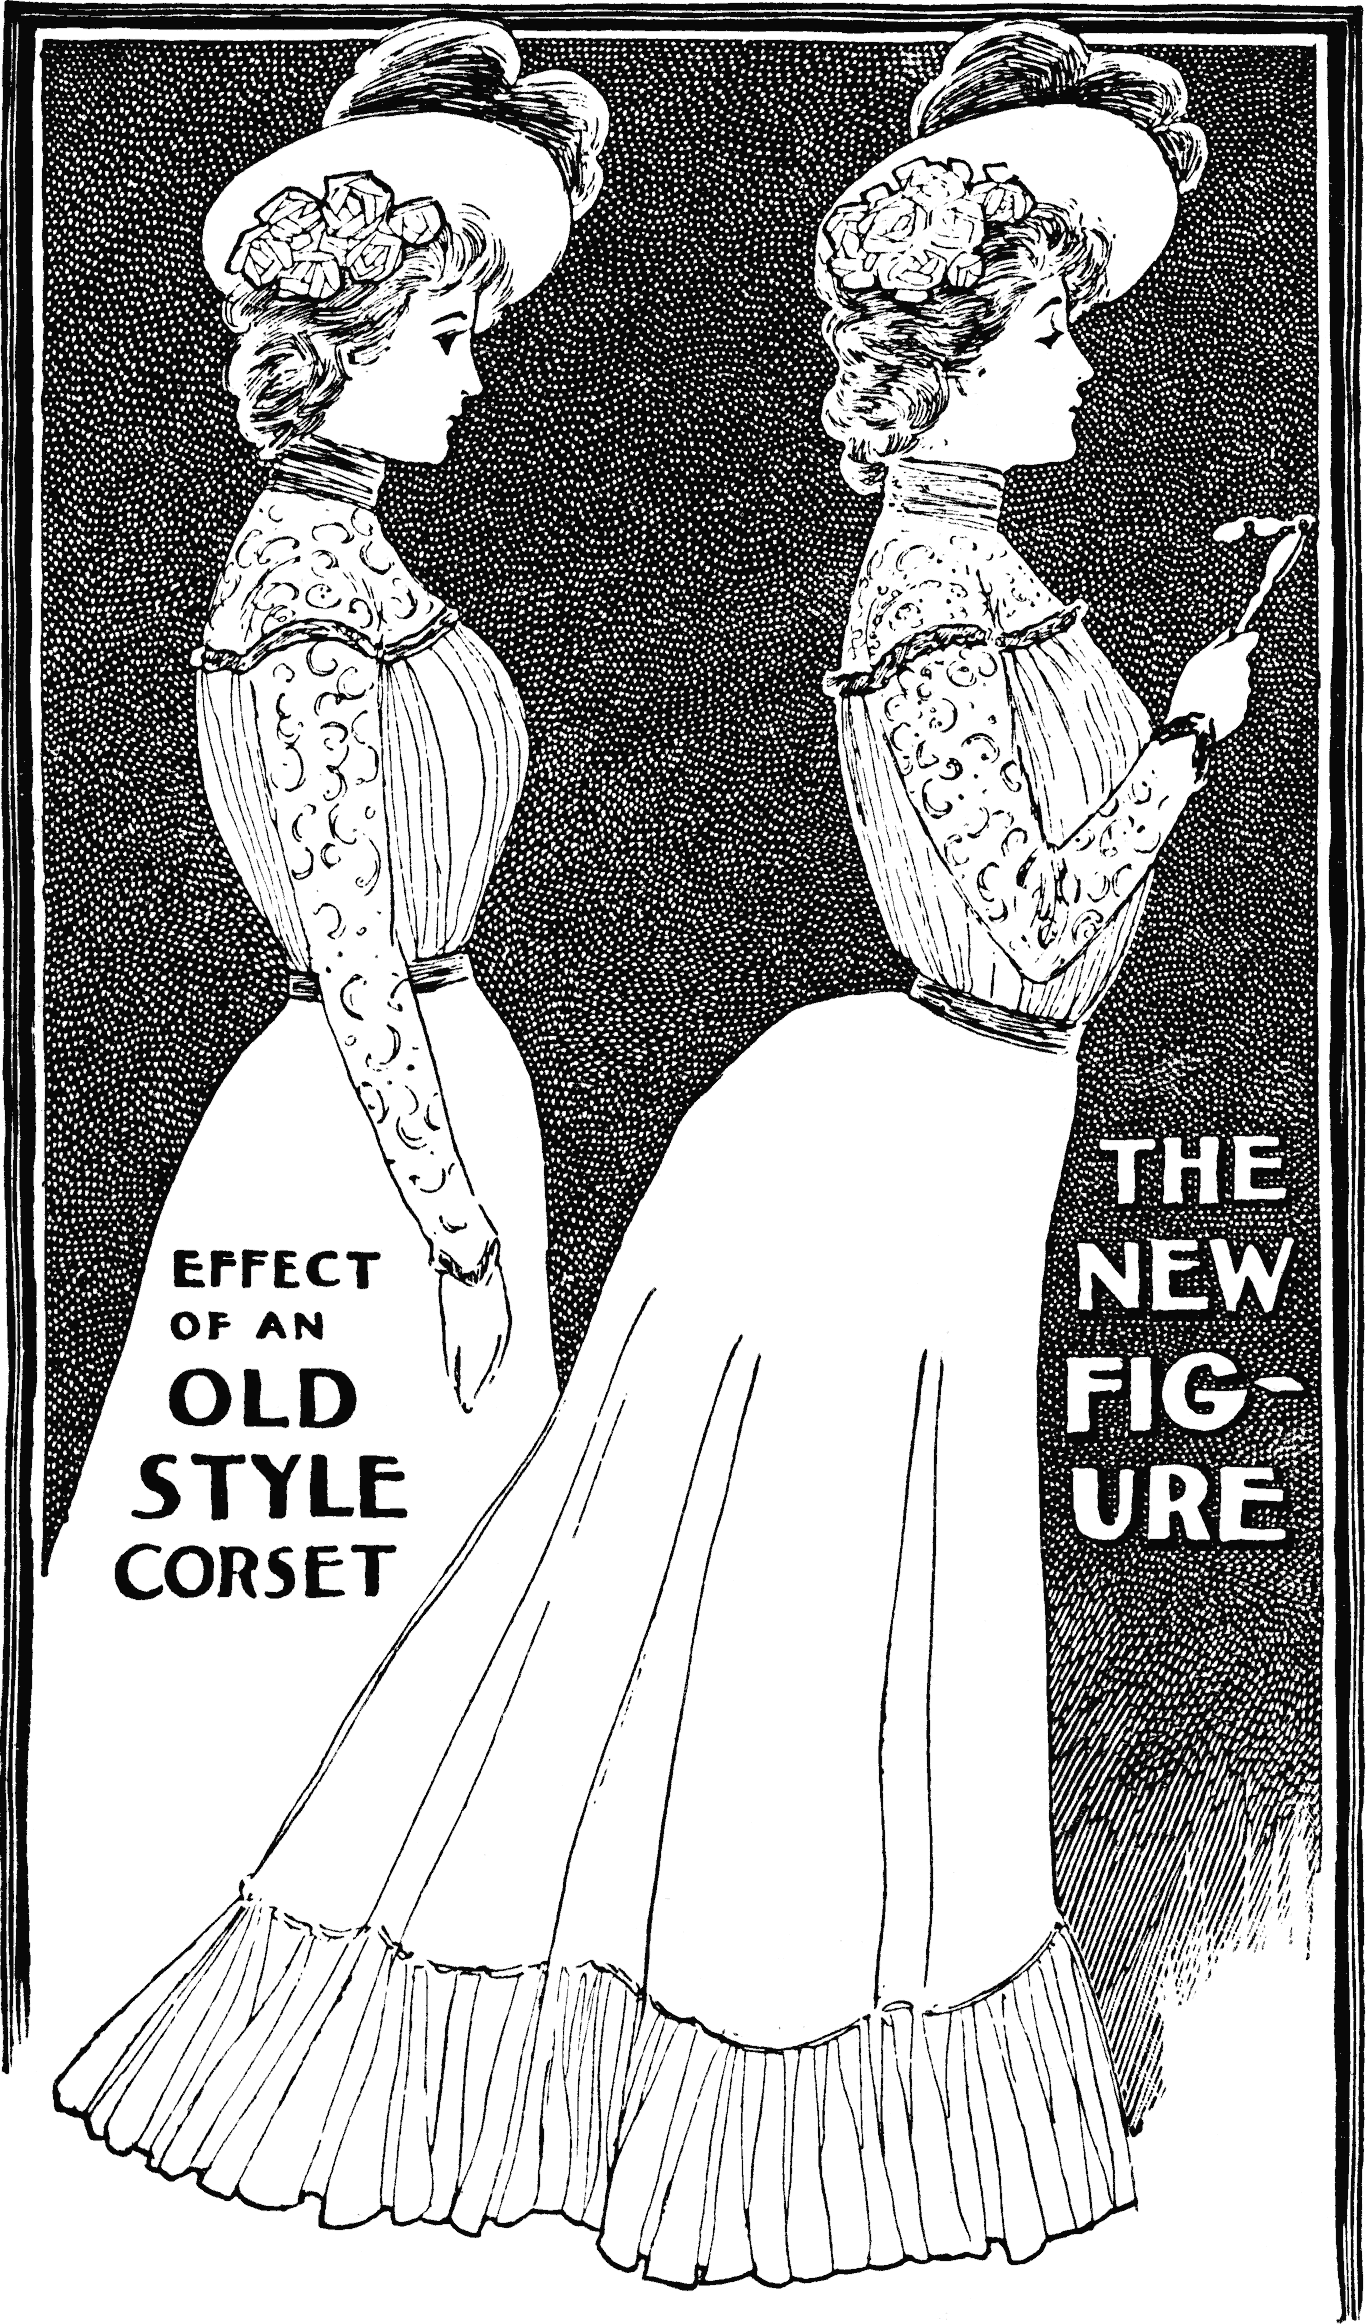 EFFECT
OF AN
OLD
STYLE
CORSET
THE
NEW
FIG-
URE